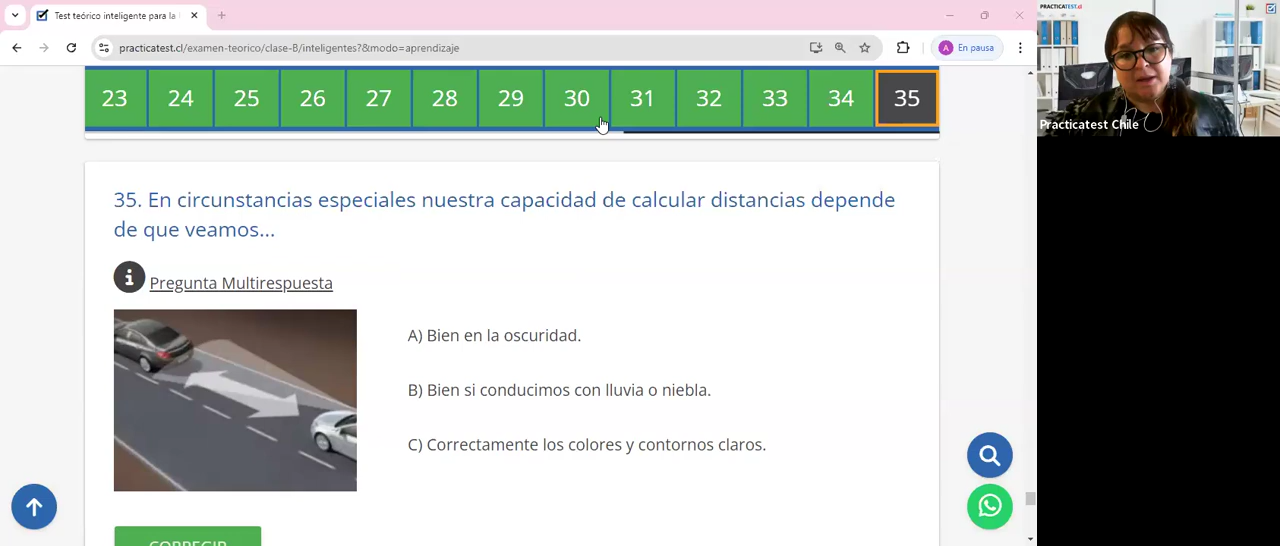 Test teórico inteligente para la
practicatest.cl/examen-teorico/clase-B/inteligentes?&modo=aprendizaje
A
En pausa
PRACTICATEST.cl
Practicatest Chile
23 24 25 26 27 28 29 30 31 32 33 34 35
35. En circunstancias especiales nuestra capacidad de calcular distancias depende
de que veamos...
i Pregunta Multirespuesta
A) Bien en la oscuridad.
B) Bien si conducimos con lluvia o niebla.
C) Correctamente los colores y contornos claros.
CORREGIR